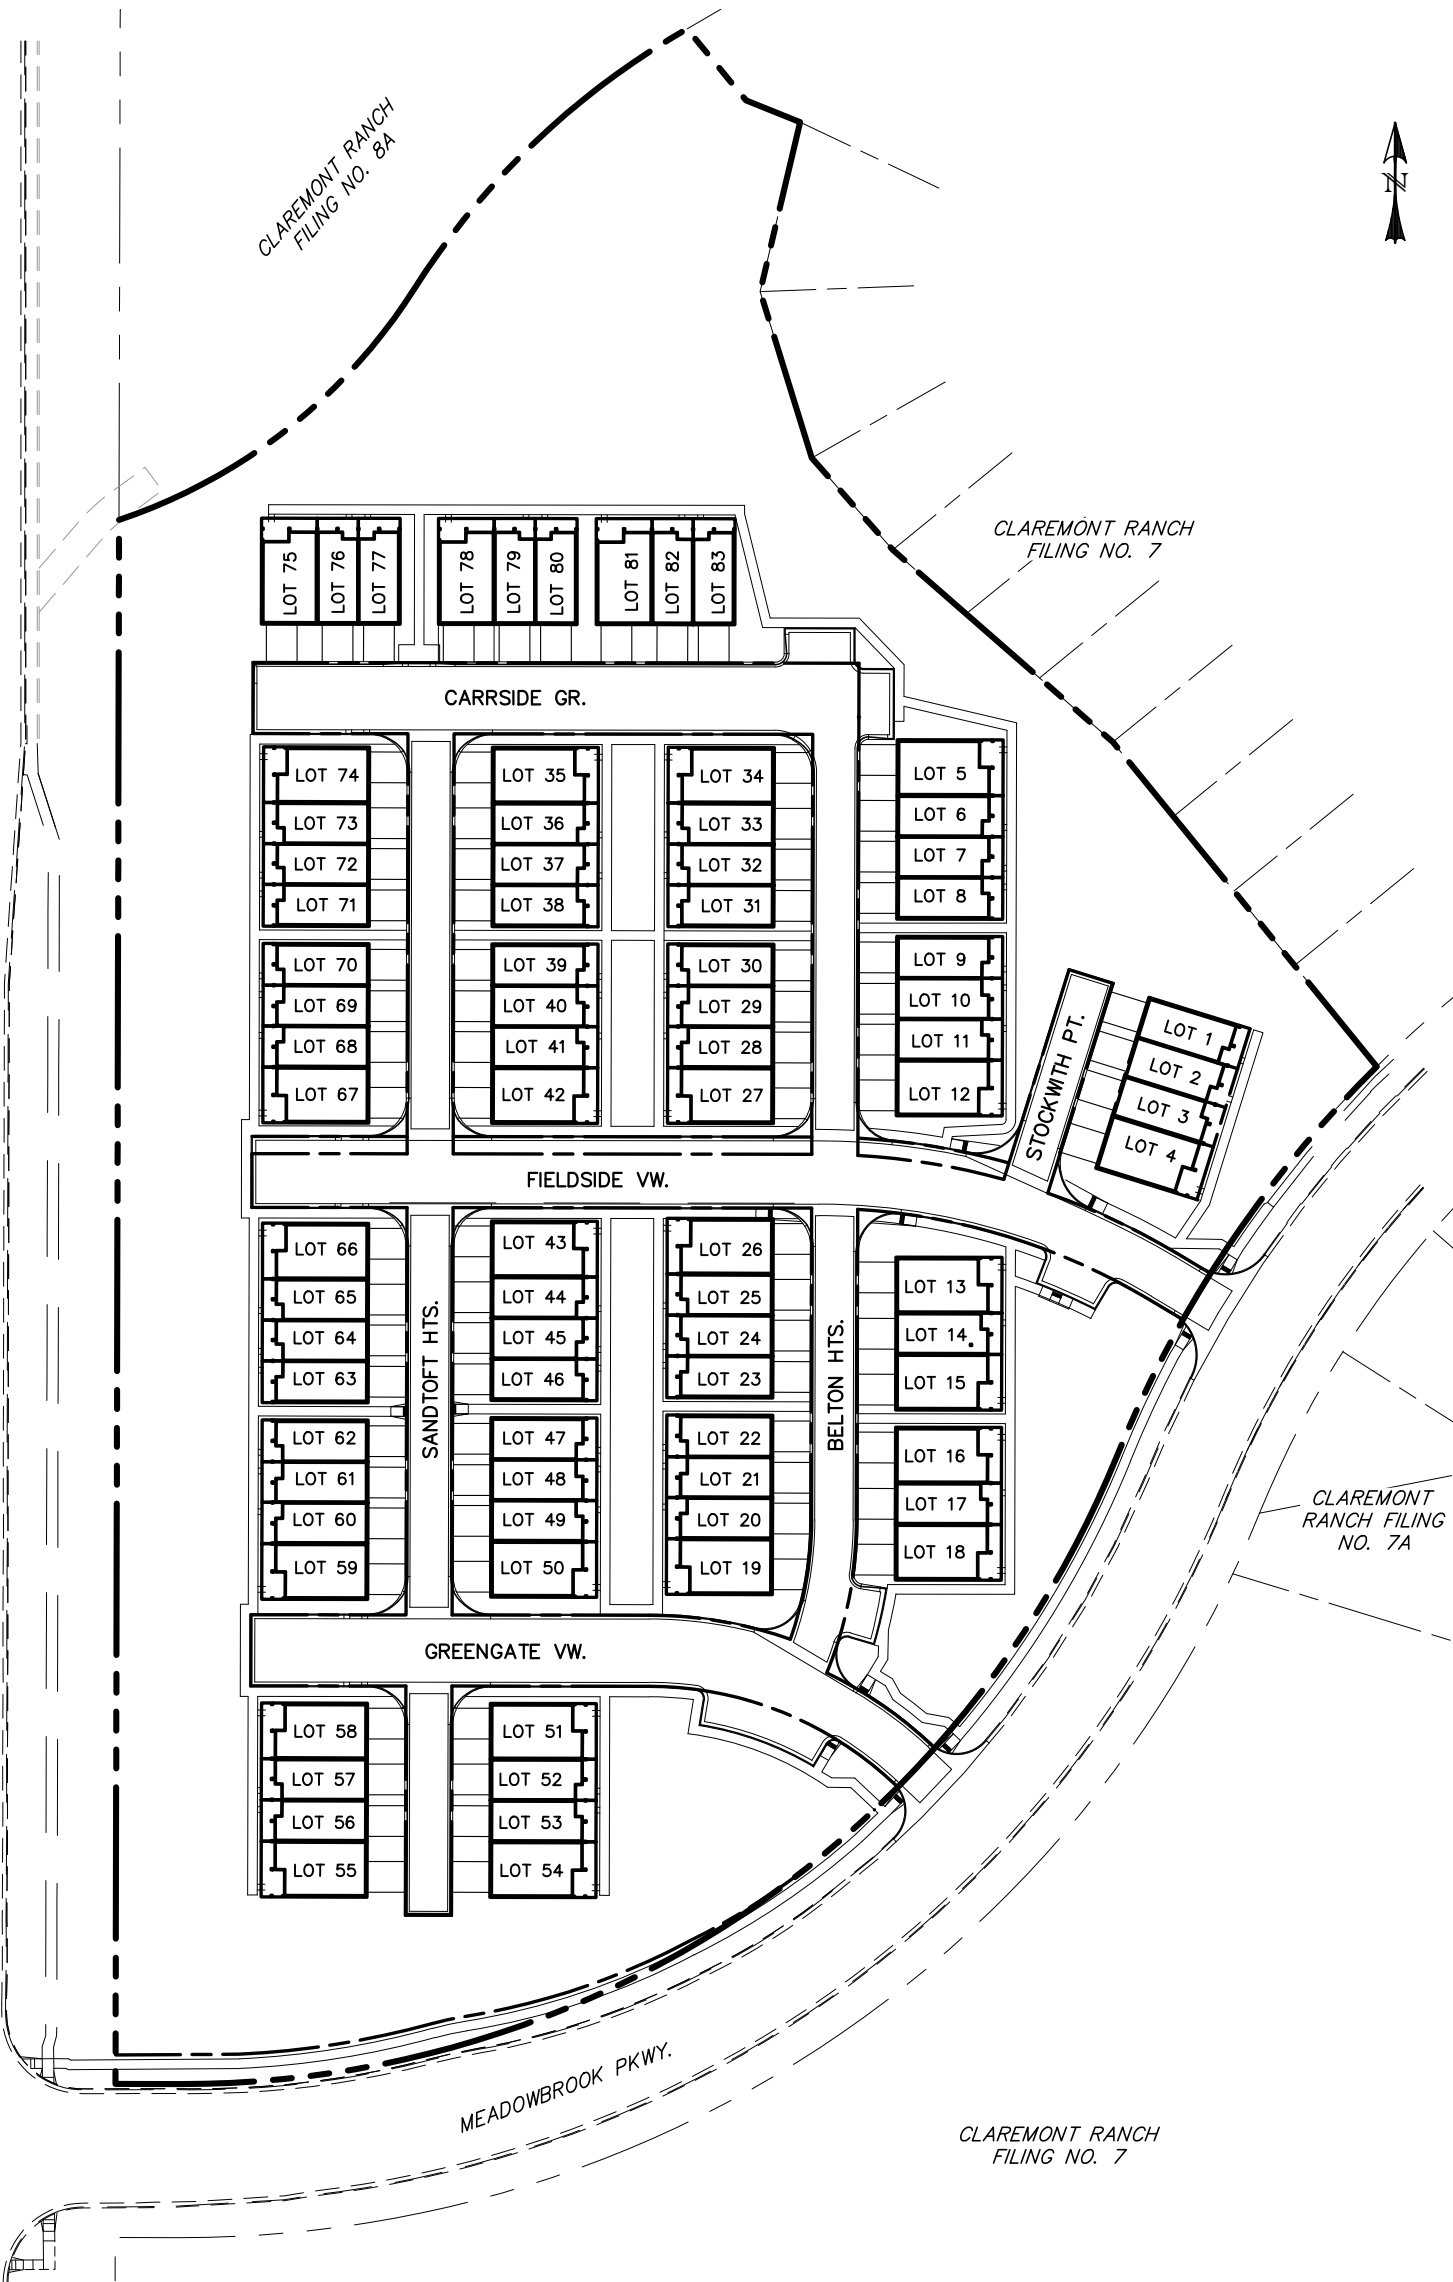 CLAREMONT RANCH
FILING NO. 8A
N
CLAREMONT RANCH
FILING NO. 7
LOT 75
LOT 76
LOT 77
LOT 78
LOT 79
LOT 80
LOT 81
LOT 82
LOT 83
CARRSIDE GR.
LOT 74
LOT 73
LOT 72
LOT 71
LOT 35
LOT 36
LOT 37
LOT 38
LOT 34
LOT 33
LOT 32
LOT 31
LOT 5
LOT 6
LOT 7
LOT 8
LOT 70
LOT 69
LOT 68
LOT 67
LOT 39
LOT 40
LOT 41
LOT 42
LOT 30
LOT 29
LOT 28
LOT 27
LOT 9
LOT 10
LOT 11
LOT 12
STOCKWITH PT.
LOT 1
LOT 2
LOT 3
LOT 4
FIELDSIDE VW.
LOT 66
LOT 65
LOT 64
LOT 63
SANDTOFT HTS.
LOT 43
LOT 44
LOT 45
LOT 46
LOT 26
LOT 25
LOT 24
LOT 23
BELTON HTS.
LOT 13
LOT 14
LOT 15
LOT 62
LOT 61
LOT 60
LOT 59
LOT 47
LOT 48
LOT 49
LOT 50
LOT 22
LOT 21
LOT 20
LOT 19
LOT 16
LOT 17
LOT 18
CLAREMONT
RANCH FILING
NO. 7A
GREENGATE VW.
LOT 58
LOT 57
LOT 56
LOT 55
LOT 51
LOT 52
LOT 53
LOT 54
MEADOWBROOK PKWY.
CLAREMONT RANCH
FILING NO. 7